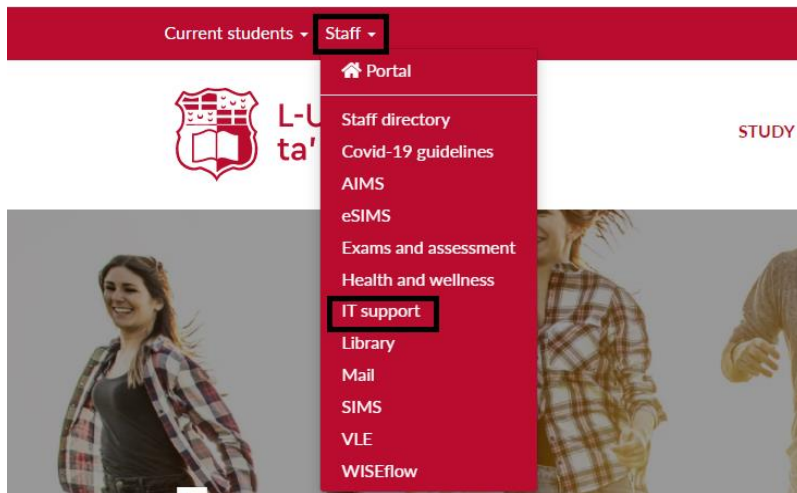 Current students Staff
Portal
L-U
ta'
STUDY
Staff directory
Covid-19 guidelines
AIMS
eSIMS
Exams and assessment
Health and wellness
IT support
Library
Mail
SIMS
VLE
WISEflow